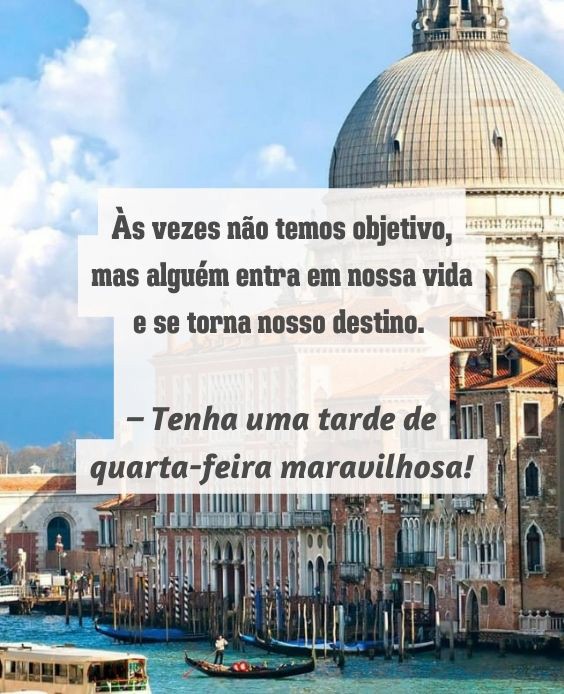 Às vezes não temos objetivo,
mas alguém entra em nossa vida
e se torna nosso destino.
– Tenha uma tarde de
quarta-feira maravilhosa!